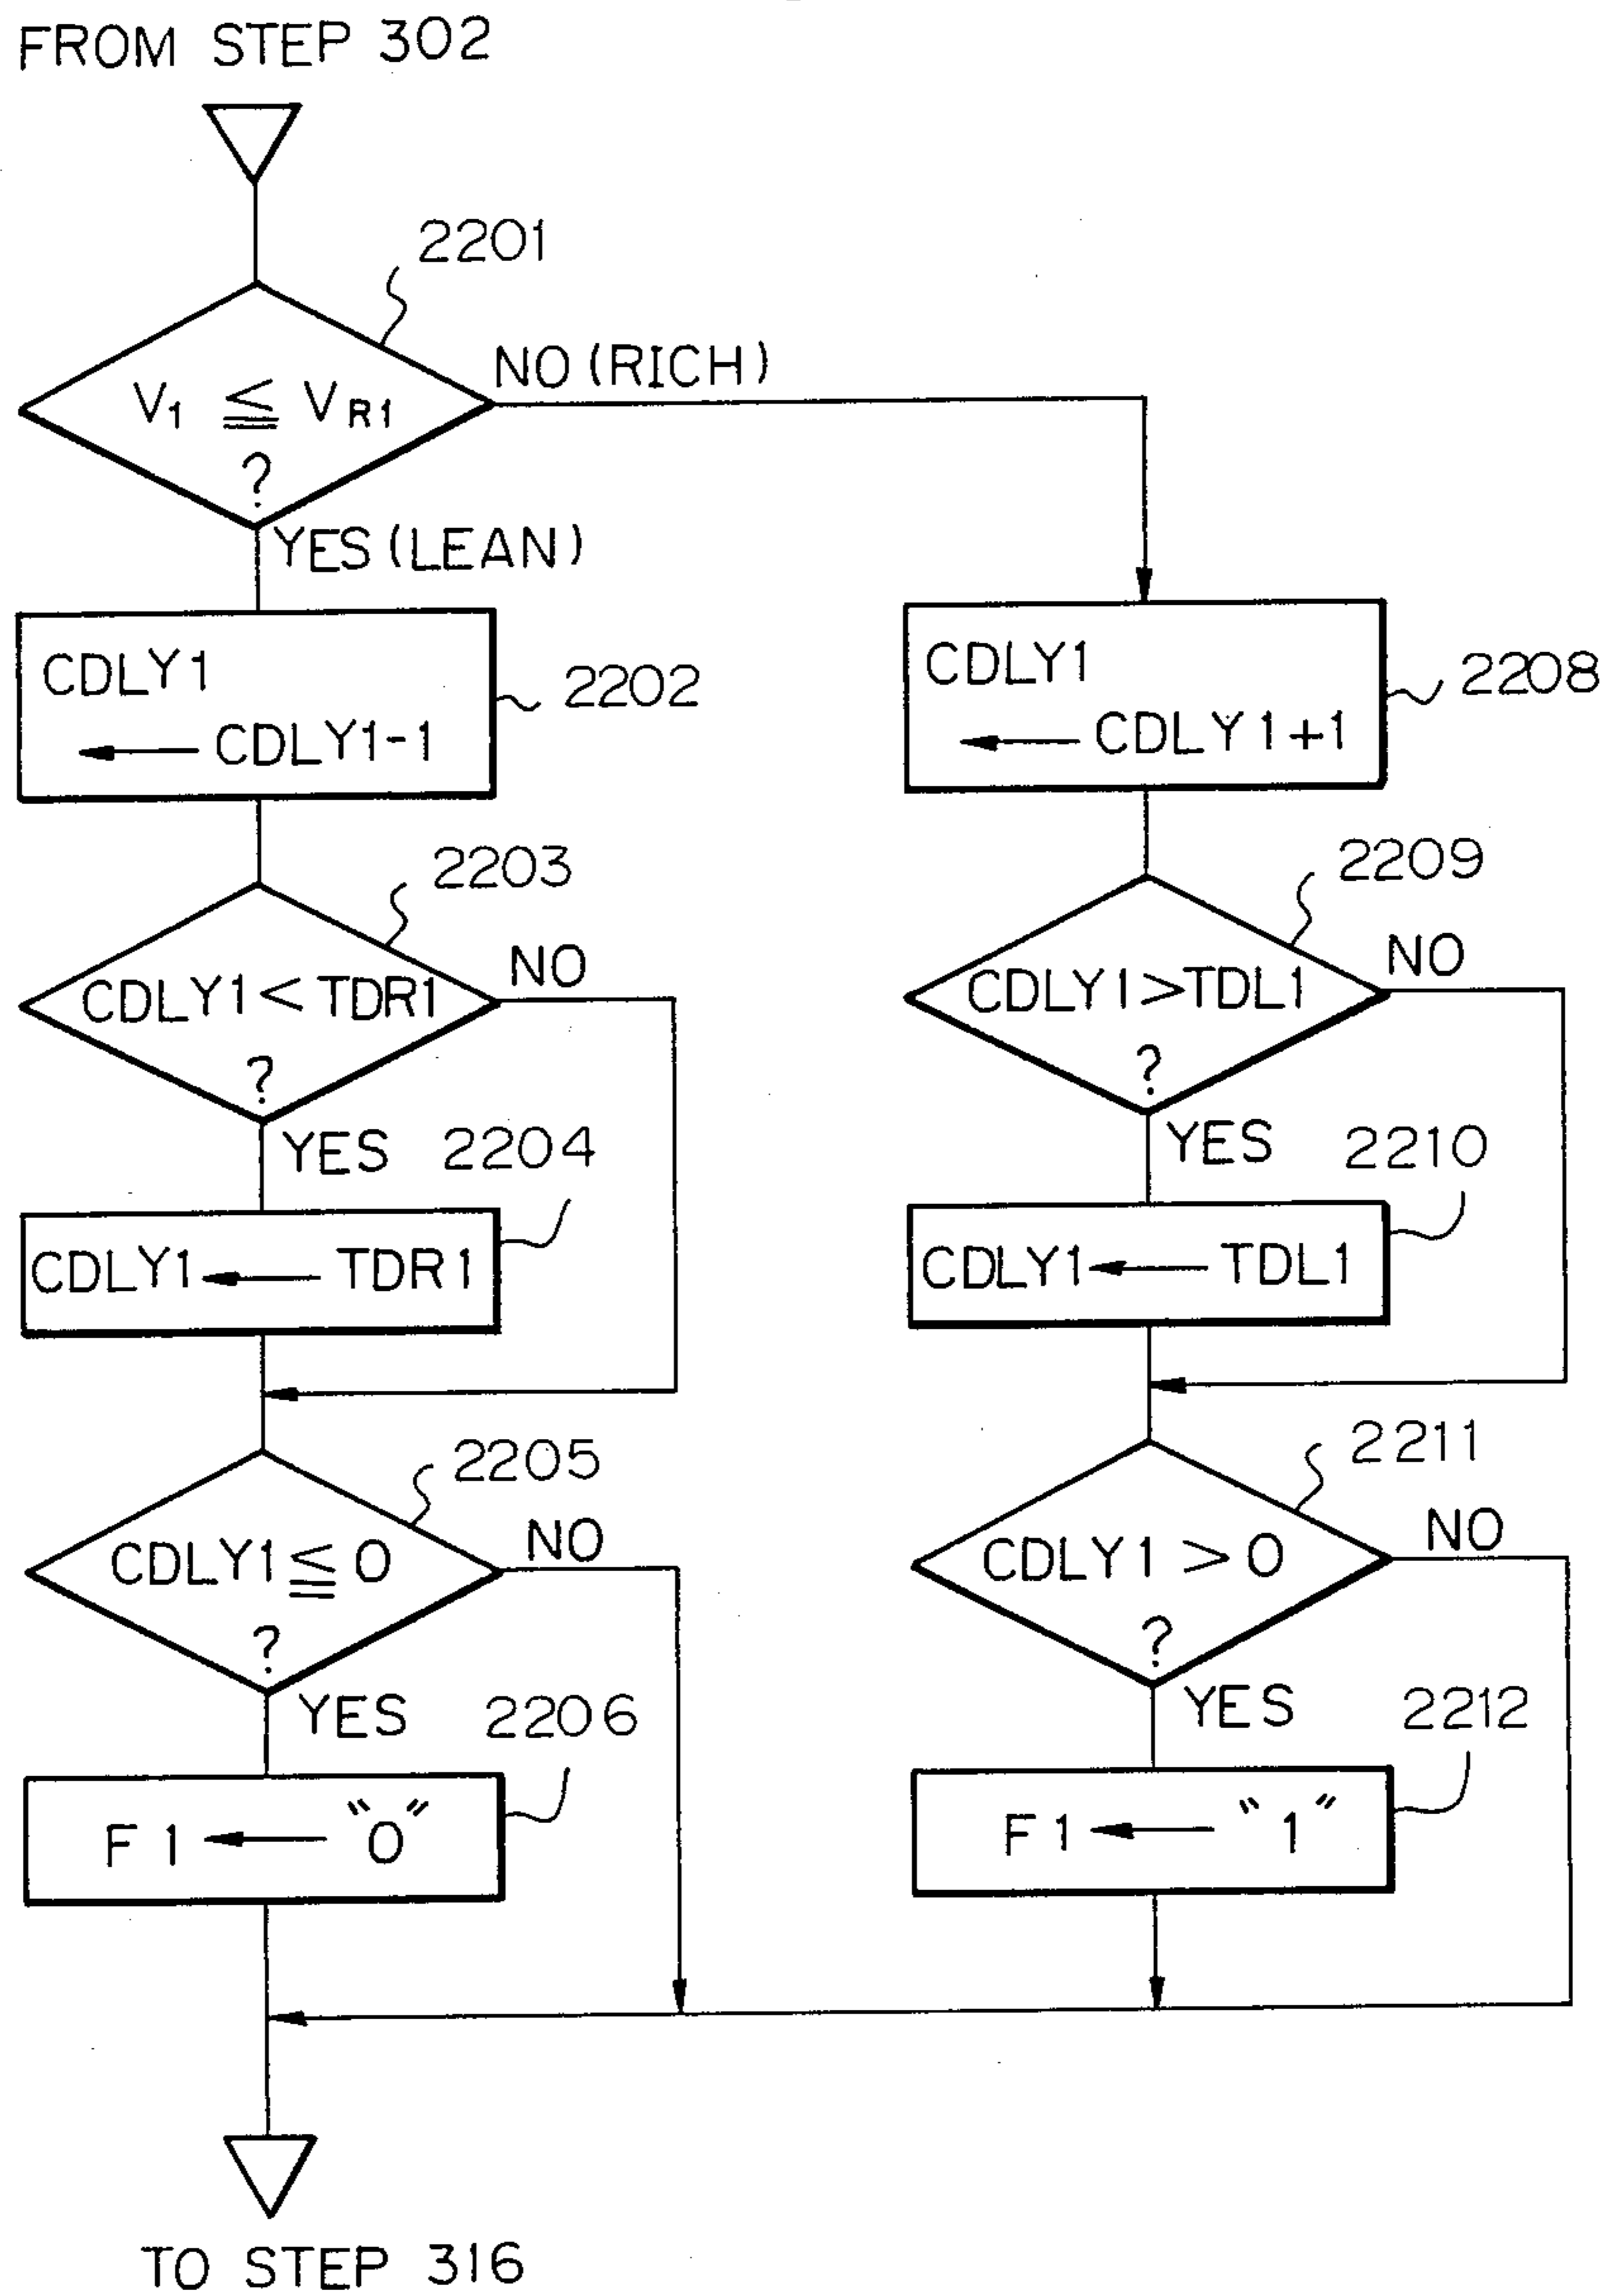 FROM STEP 302
2201
V1 ≦ VR1
?
NO (RICH)
YES (LEAN)
CDLY1
← CDLY1-1
2202
2203
CDLY1 < TDR1
?
NO
YES
2204
CDLY1 ← TDR1
2205
CDLY1 ≦ 0
?
NO
YES
2206
F1 ← "0"
CDLY1
← CDLY1+1
2208
2209
CDLY1 > TDL1
?
NO
YES
2210
CDLY1 ← TDL1
2211
CDLY1 > 0
?
NO
YES
2212
F1 ← "1"
TO STEP 316